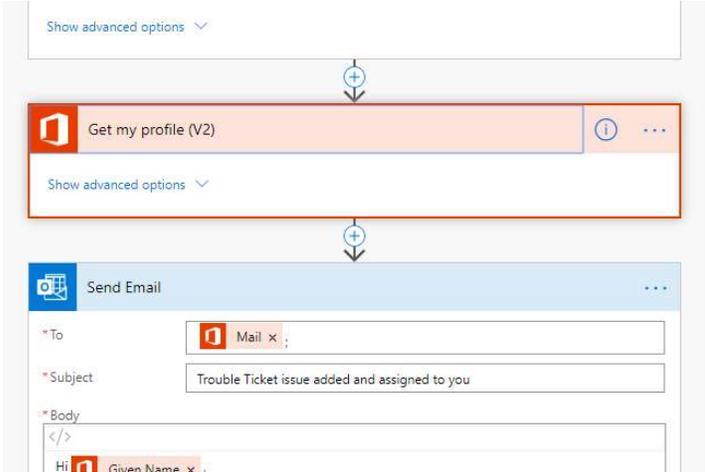 Show advanced options
Get my profile (V2)
Show advanced options
Send Email
*To
Mail × ;
*Subject
Trouble Ticket issue added and assigned to you
*Body
</>
Hi Given Name × ,